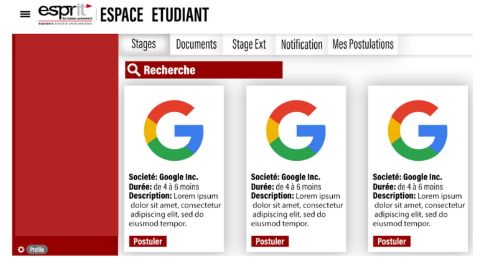 esprit ESPACE ETUDIANT
Se former autrement
Stages Documents Stage Ext Notification Mes Postulations
Recherche
Societé: Google Inc.
Durée: de 4 à 6 moins
Description: Lorem ipsum
dolor sit amet, consectetur
adipiscing elit, sed do
eiusmod tempor.
Postuler
Societé: Google Inc.
Durée: de 4 à 6 moins
Description: Lorem ipsum
dolor sit amet, consectetur
adipiscing elit, sed do
eiusmod tempor.
Postuler
Societé: Google Inc.
Durée: de 4 à 6 moins
Description: Lorem ipsum
dolor sit amet, consectetur
adipiscing elit, sed do
eiusmod tempor.
Postuler
Profile